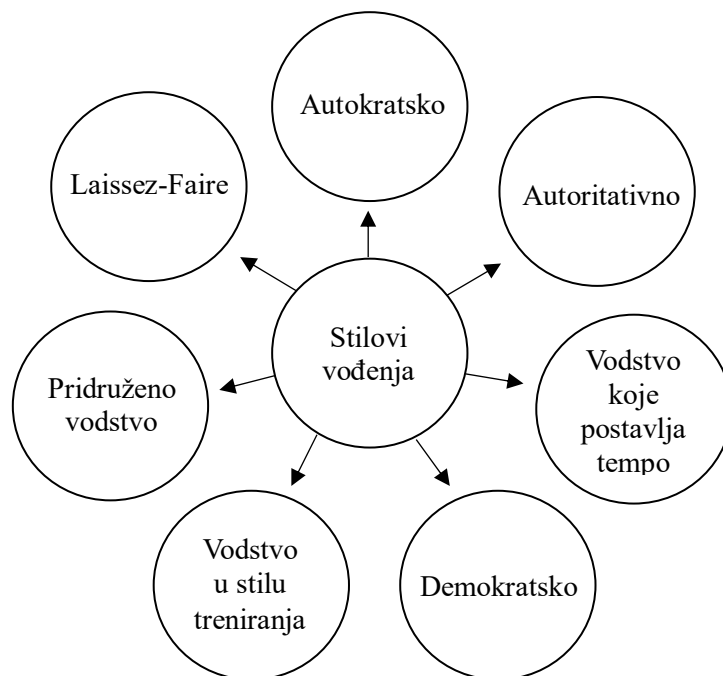 Autokratsko
Laissez-Faire
Autoritativno
Stilovi
vođenja
Pridruženo
vodstvo
Vodstvo
koje
postavlja
tempo
Vodstvo
u stilu
treniranja
Demokratsko